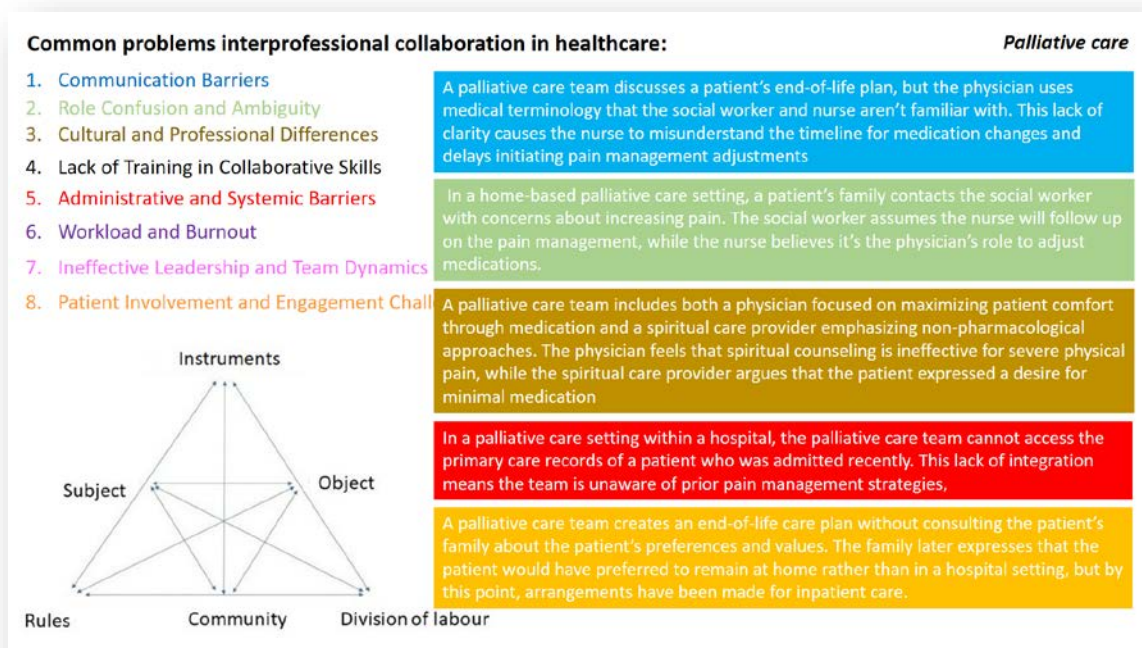 Common problems interprofessional collaboration in healthcare:
Palliative care
1. Communication Barriers
2. Role Confusion and Ambiguity
3. Cultural and Professional Differences
4. Lack of Training in Collaborative Skills
5. Administrative and Systemic Barriers
6. Workload and Burnout
7. Ineffective Leadership and Team Dynamics
8. Patient Involvement and Engagement Chall
A palliative care team discusses a patient's end-of-life plan, but the physician uses
medical terminology that the social worker and nurse aren't familiar with. This lack of
clarity causes the nurse to misunderstand the timeline for medication changes and
delays initiating pain management adjustments
In a home-based palliative care setting, a patient's family contacts the social worker
with concerns about increasing pain. The social worker assumes the nurse will follow up
on the pain management, while the nurse believes it's the physician's role to adjust
medications.
A palliative care team includes both a physician focused on maximizing patient comfort
through medication and a spiritual care provider emphasizing non-pharmacological
approaches. The physician feels that spiritual counseling is ineffective for severe physical
pain, while the spiritual care provider argues that the patient expressed a desire for
minimal medication
In a palliative care setting within a hospital, the palliative care team cannot access the
primary care records of a patient who was admitted recently. This lack of integration
means the team is unaware of prior pain management strategies,
A palliative care team creates an end-of-life care plan without consulting the patient's
family about the patient's preferences and values. The family later expresses that the
patient would have preferred to remain at home rather than in a hospital setting, but by
this point, arrangements have been made for inpatient care.
Instruments
Subject
Object
Rules
Community
Division of labour